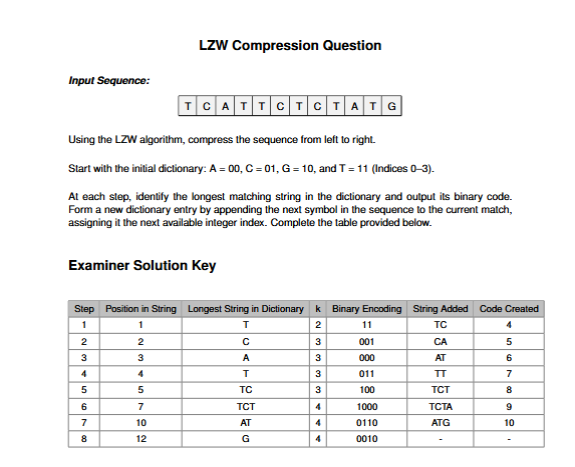 LZW Compression Question
Input Sequence:
T C A T T C T C T A T G
Using the LZW algorithm, compress the sequence from left to right.
Start with the initial dictionary: A = 00, C = 01, G = 10, and T = 11 (Indices 0–3).
At each step, identify the longest matching string in the dictionary and output its binary code.
Form a new dictionary entry by appending the next symbol in the sequence to the current match,
assigning it the next available integer index. Complete the table provided below.
Examiner Solution Key
Step Position in String Longest String in Dictionary k Binary Encoding String Added Code Created
1 1 T 2 11 TC 4
2 2 C 3 001 CA 5
3 3 A 3 000 AT 6
4 4 T 3 011 TT 7
5 5 TC 3 100 TCT 8
6 7 TCT 4 1000 TCTA 9
7 10 AT 4 0110 ATG 10
8 12 G 4 0010 - -